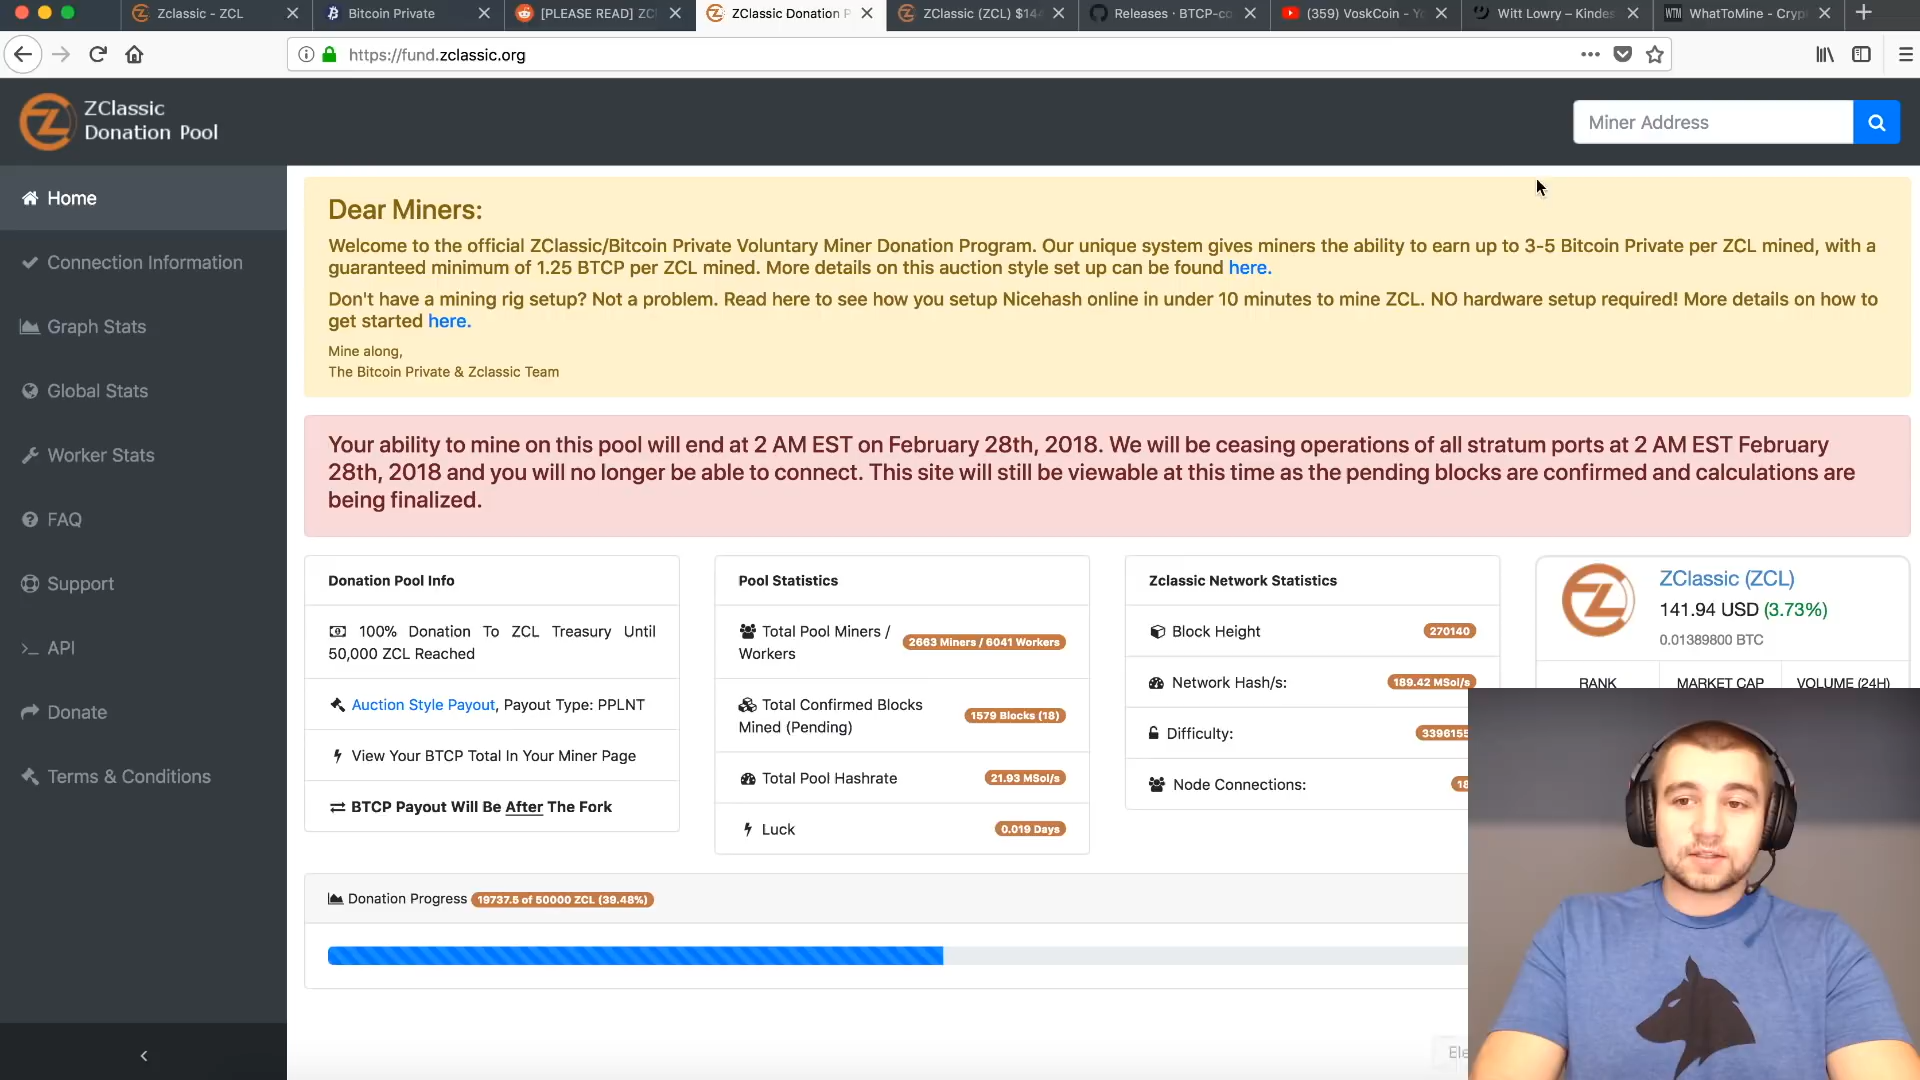 Zclassic - ZCL
Bitcoin Private
[PLEASE READ] ZC
ZClassic Donation P
ZClassic (ZCL) $14
Releases · BTCP-co
(359) VoskCoin - Yo
Witt Lowry – Kindes
WTM
WhatToMine - Cryp
https://fund.zclassic.org
ZClassic
Donation Pool
Miner Address
Home
Connection Information
Graph Stats
Global Stats
Worker Stats
FAQ
Support
API
Donate
Terms & Conditions
Dear Miners:
Welcome to the official ZClassic/Bitcoin Private Voluntary Miner Donation Program. Our unique system gives miners the ability to earn up to 3-5 Bitcoin Private per ZCL mined, with a
guaranteed minimum of 1.25 BTCP per ZCL mined. More details on this auction style set up can be found here.
Don't have a mining rig setup? Not a problem. Read here to see how you setup Nicehash online in under 10 minutes to mine ZCL. NO hardware setup required! More details on how to
get started here.
Mine along,
The Bitcoin Private & Zclassic Team
Your ability to mine on this pool will end at 2 AM EST on February 28th, 2018. We will be ceasing operations of all stratum ports at 2 AM EST February
28th, 2018 and you will no longer be able to connect. This site will still be viewable at this time as the pending blocks are confirmed and calculations are
being finalized.
Donation Pool Info
100% Donation To ZCL Treasury Until
50,000 ZCL Reached
Auction Style Payout, Payout Type: PPLNT
View Your BTCP Total In Your Miner Page
BTCP Payout Will Be After The Fork
Pool Statistics
Total Pool Miners /
Workers
2663 Miners / 6041 Workers
Total Confirmed Blocks
Mined (Pending)
1579 Blocks (18)
Total Pool Hashrate
21.93 MSol/s
Luck
0.019 Days
Zclassic Network Statistics
Block Height
270140
Network Hash/s:
189.42 MSol/s
Difficulty:
3396155
Node Connections:
18
ZClassic (ZCL)
141.94 USD (3.73%)
0.01389800 BTC
RANK
MARKET CAP
VOLUME (24H)
Donation Progress 19737.5 of 50000 ZCL (39.48%)
Ele